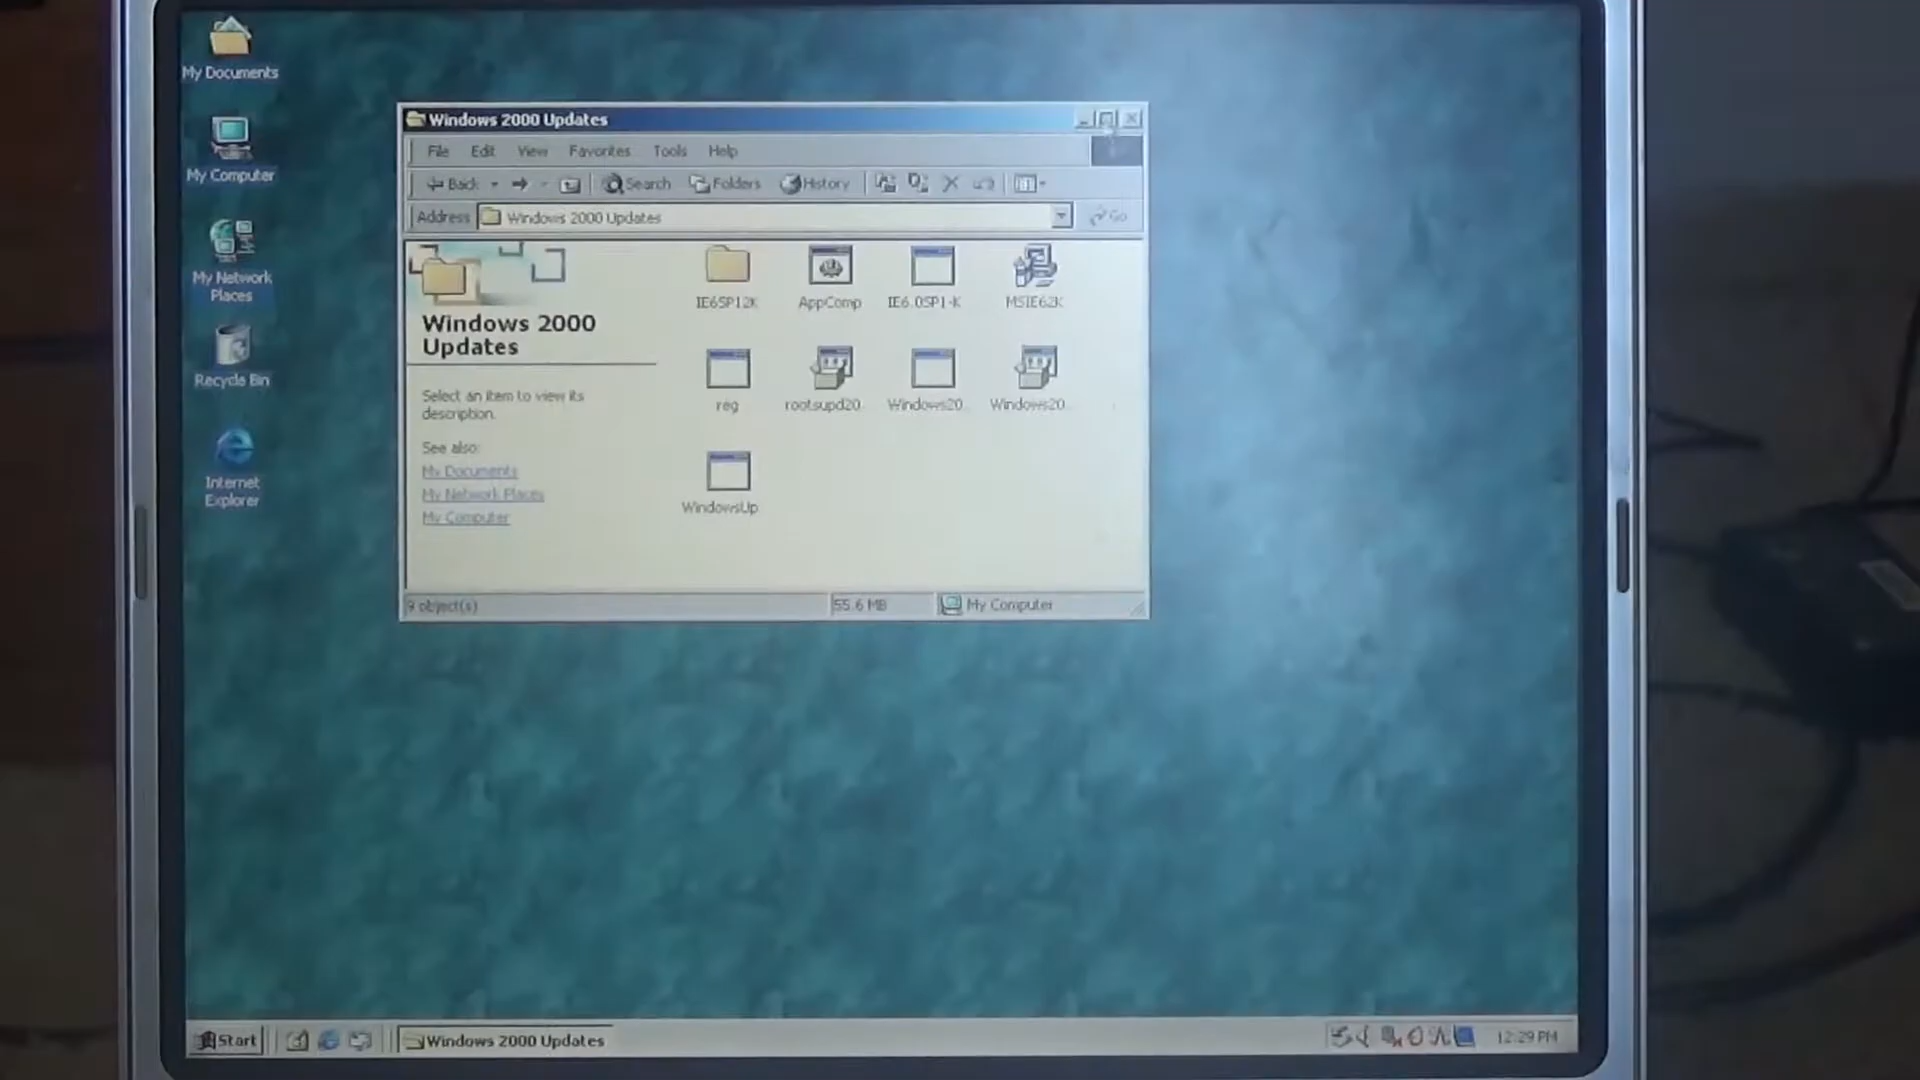 My Documents
My Computer
My Network
Places
Recycle Bin
Internet
Explorer
Windows 2000 Updates
File Edit View Favorites Tools Help
Back Search Folders History
Address Windows 2000 Updates Go
Windows 2000
Updates
Select an item to view its
description.
See also:
My Documents
My Network Places
My Computer
IE6SP12K AppComp IE6.0SP1-K MSIE62K
reg rootsupd20... Windows20... Windows20...
WindowsUp
9 object(s) 55.6 MB My Computer
Start Windows 2000 Updates 12:29 PM